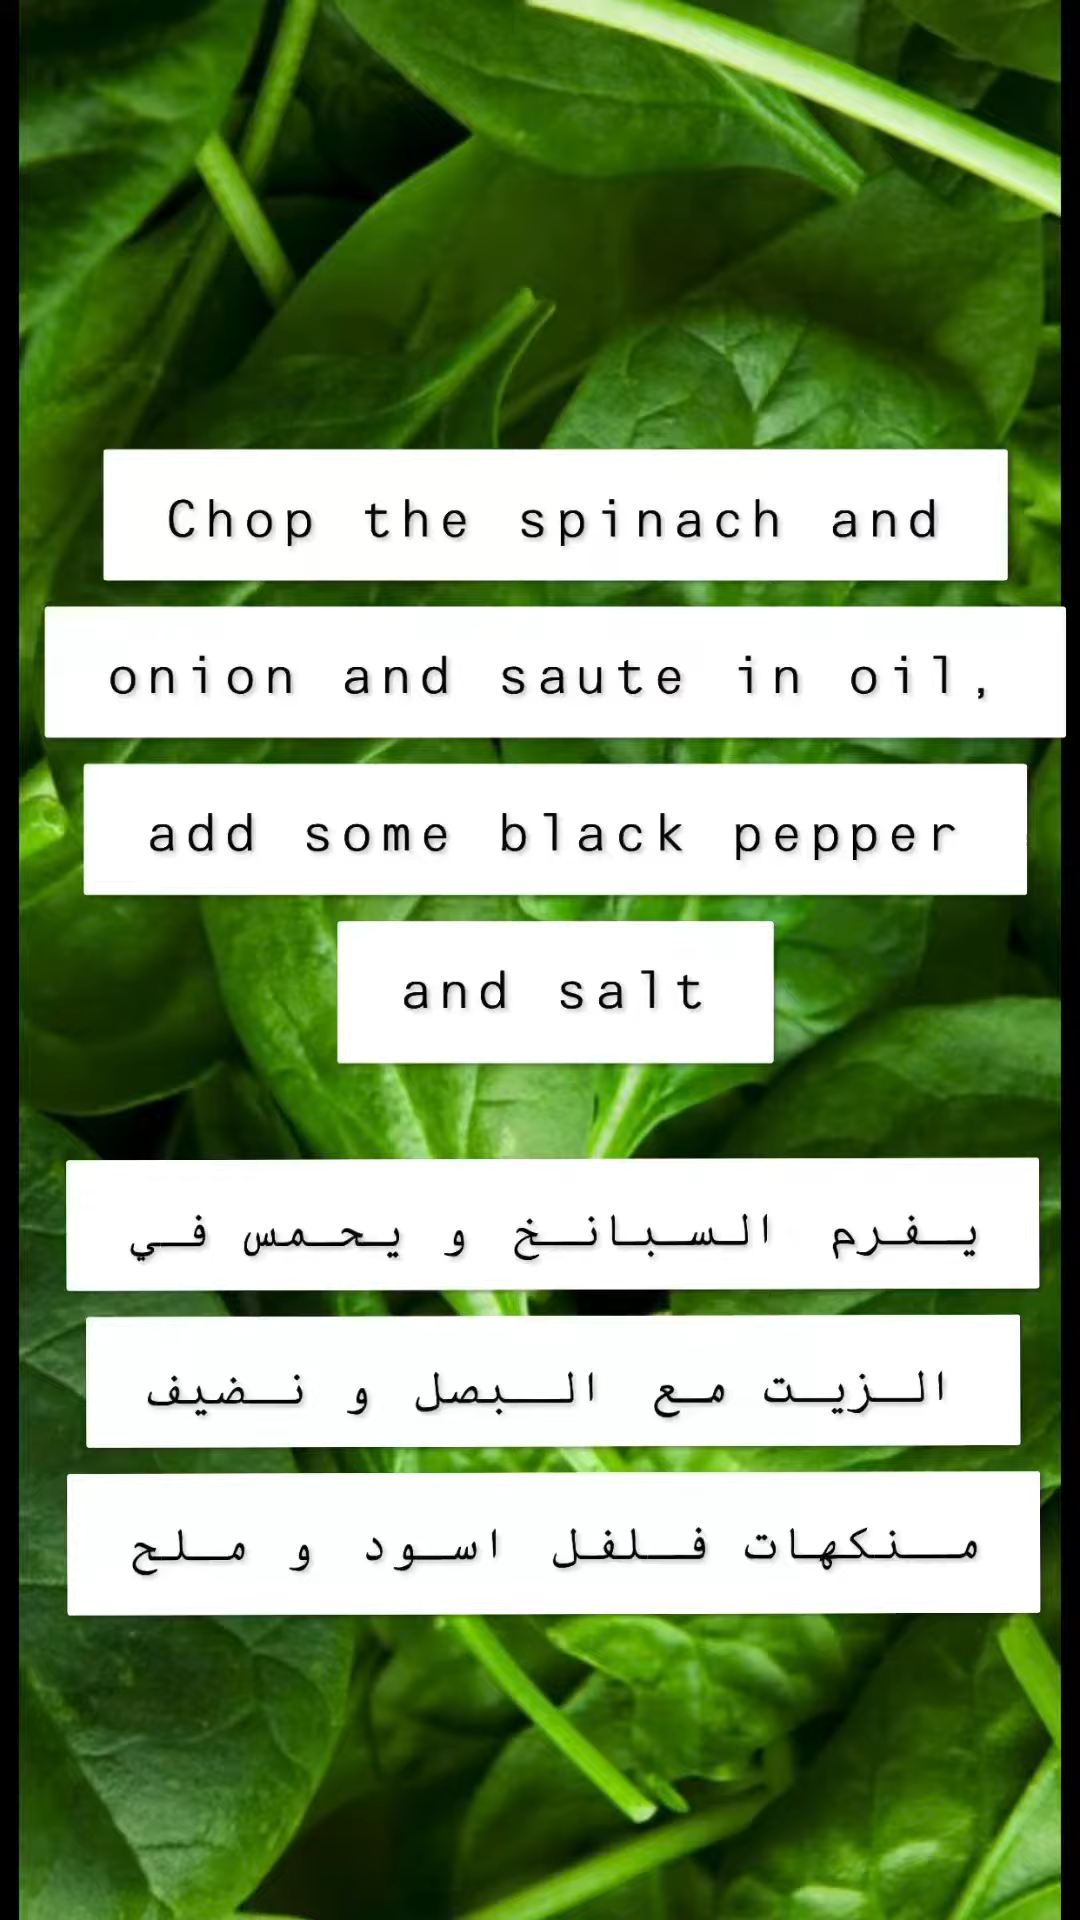 Chop the spinach and
onion and saute in oil,
add some black pepper
and salt
يفرم السبانخ و يحمس في
الزيت مع البصل و نضيف
منكهات فلفل اسود و ملح